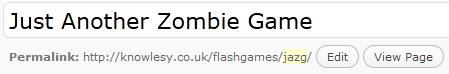 Just Another Zombie Game
Permalink: http://knowlesy.co.uk/flashgames/jazg/ Edit View Page